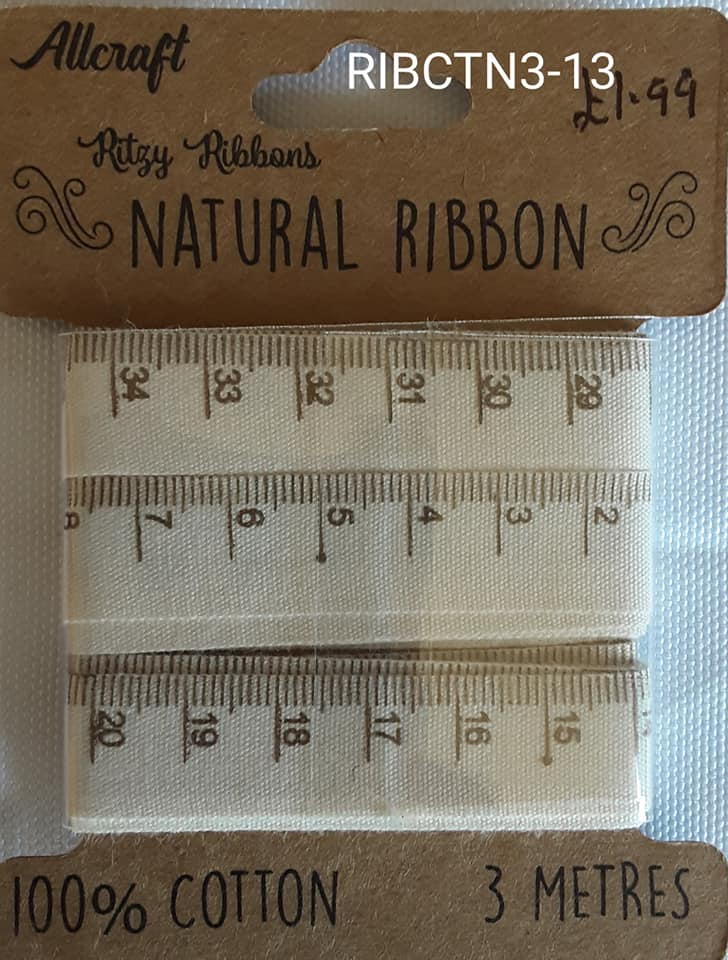 Allcraft
RIBCTN3-13
£1.99
Ritzy Ribbons
NATURAL RIBBON
34 33 32 31 30 29
8 7 6 5 4 3 2
20 19 18 17 16 15
100% COTTON 3 METRES